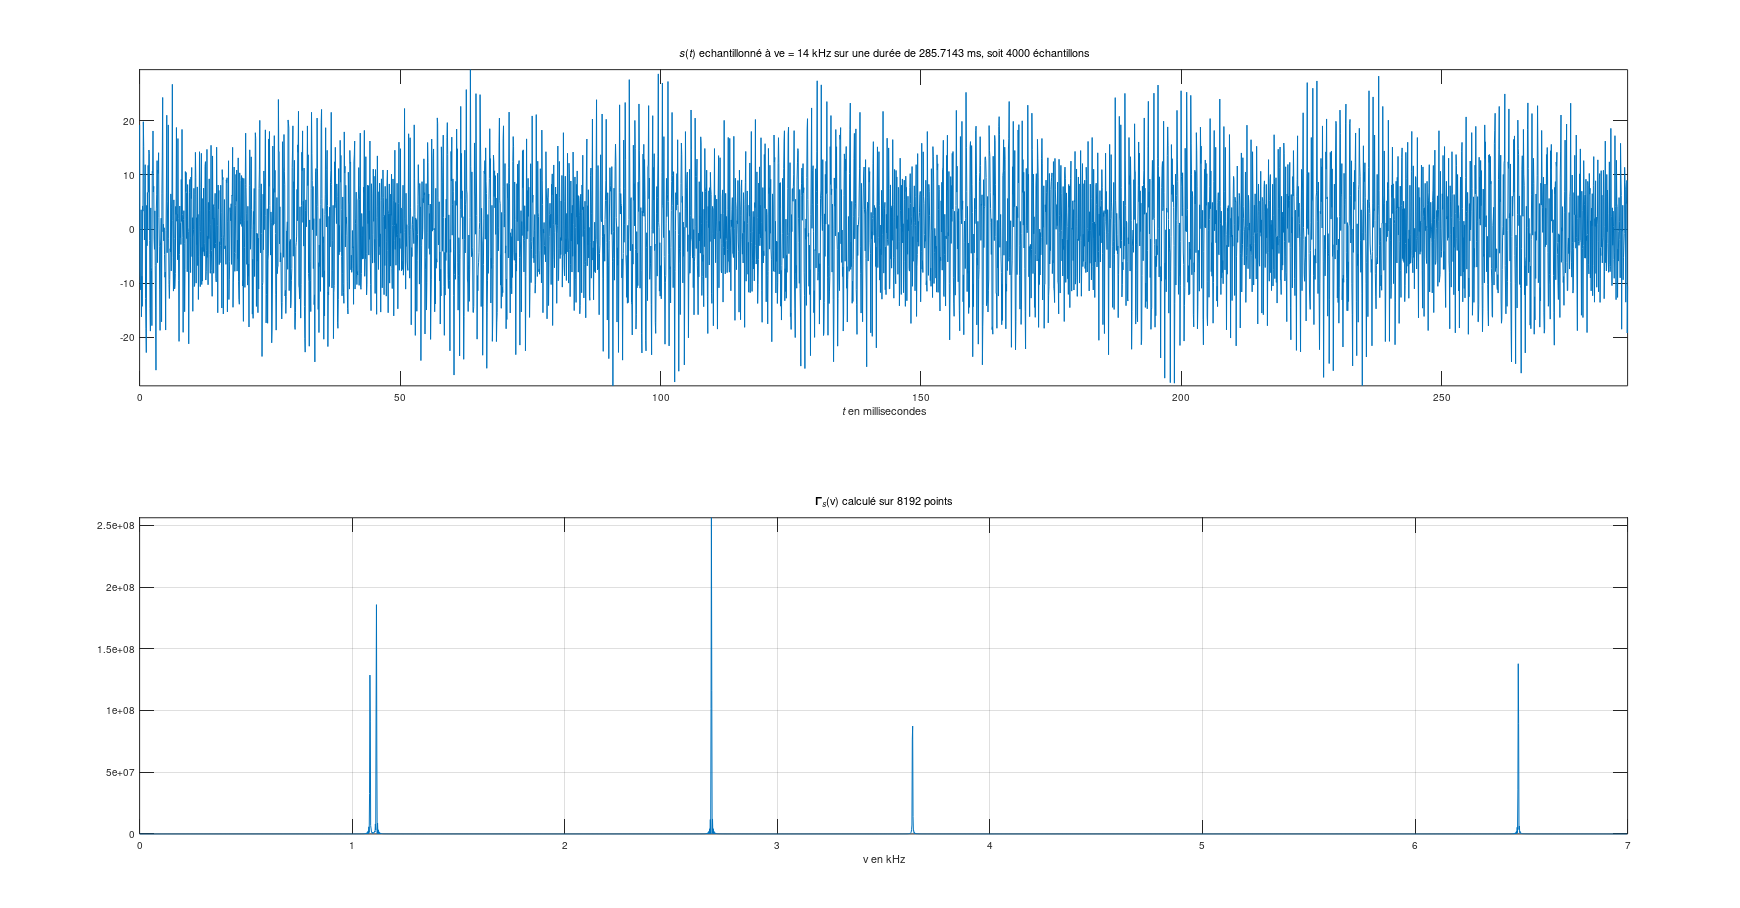 s(t) echantillonné à ve = 14 kHz sur une durée de 285.7143 ms, soit 4000 échantillons
20
10
0
-10
-20
0 50 100 150 200 250
t en millisecondes
Γs(ν) calculé sur 8192 points
2.5e+08
2e+08
1.5e+08
1e+08
5e+07
0
0 1 2 3 4 5 6 7
ν en kHz